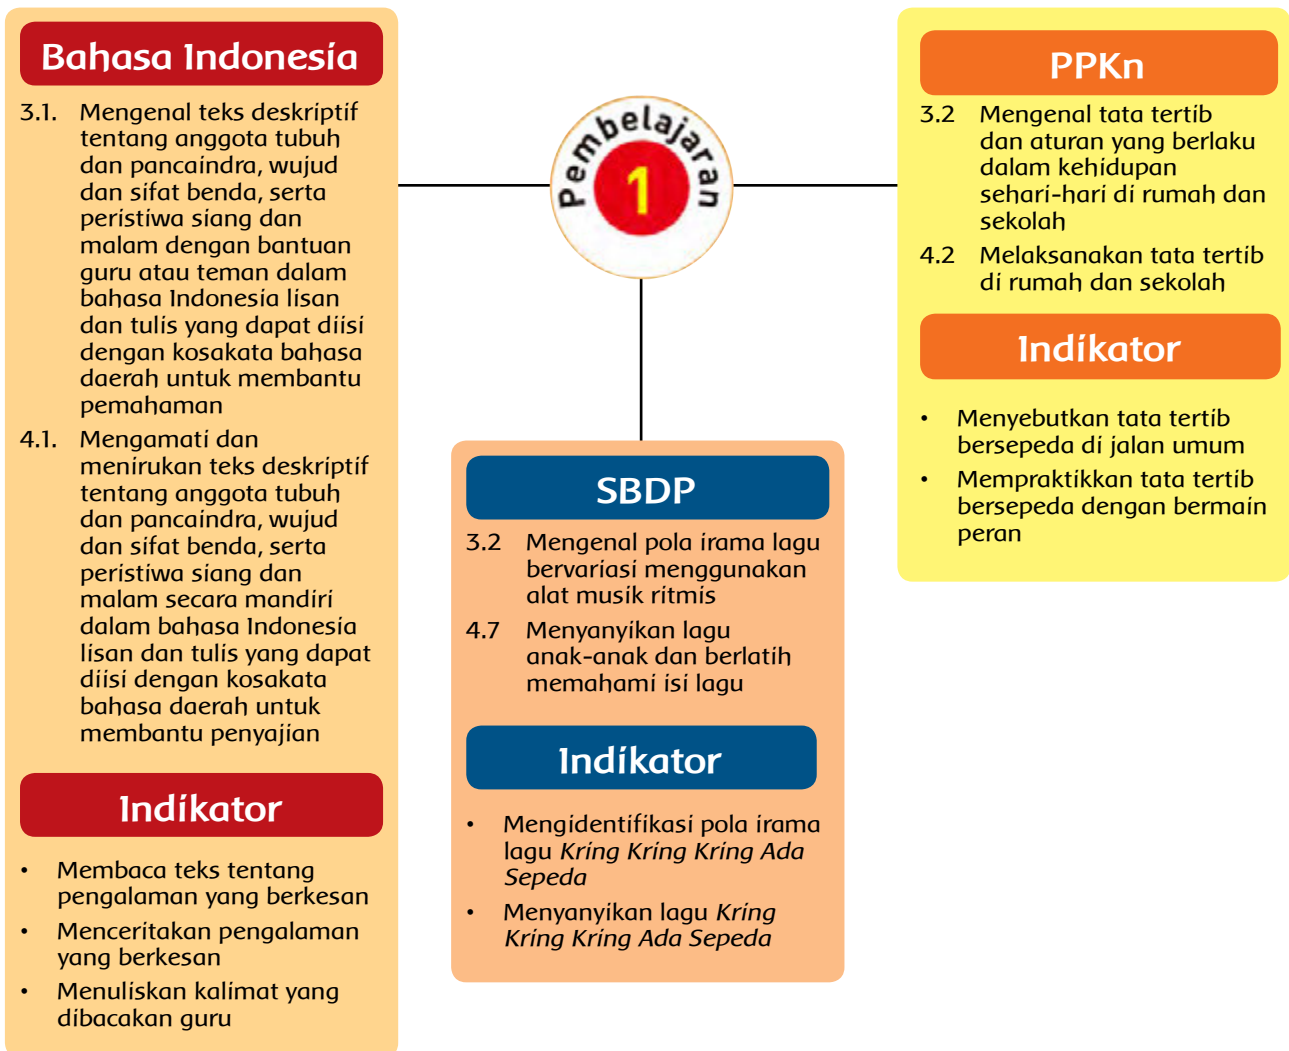 Bahasa Indonesia
3.1. Mengenal teks deskriptif
tentang anggota tubuh
dan pancaindra, wujud
dan sifat benda, serta
peristiwa siang dan
malam dengan bantuan
guru atau teman dalam
bahasa Indonesia lisan
dan tulis yang dapat diisi
dengan kosakata bahasa
daerah untuk membantu
pemahaman
4.1. Mengamati dan
menirukan teks deskriptif
tentang anggota tubuh
dan pancaindra, wujud
dan sifat benda, serta
peristiwa siang dan
malam secara mandiri
dalam bahasa Indonesia
lisan dan tulis yang dapat
diisi dengan kosakata
bahasa daerah untuk
membantu penyajian
Indikator
• Membaca teks tentang
pengalaman yang berkesan
• Menceritakan pengalaman
yang berkesan
• Menuliskan kalimat yang
dibacakan guru
Pembelajaran
1
SBDP
3.2 Mengenal pola irama lagu
bervariasi menggunakan
alat musik ritmis
4.7 Menyanyikan lagu
anak-anak dan berlatih
memahami isi lagu
Indikator
• Mengidentifikasi pola irama
lagu Kring Kring Kring Ada
Sepeda
• Menyanyikan lagu Kring
Kring Kring Ada Sepeda
PPKn
3.2 Mengenal tata tertib
dan aturan yang berlaku
dalam kehidupan
sehari-hari di rumah dan
sekolah
4.2 Melaksanakan tata tertib
di rumah dan sekolah
Indikator
• Menyebutkan tata tertib
bersepeda di jalan umum
• Mempraktikkan tata tertib
bersepeda dengan bermain
peran